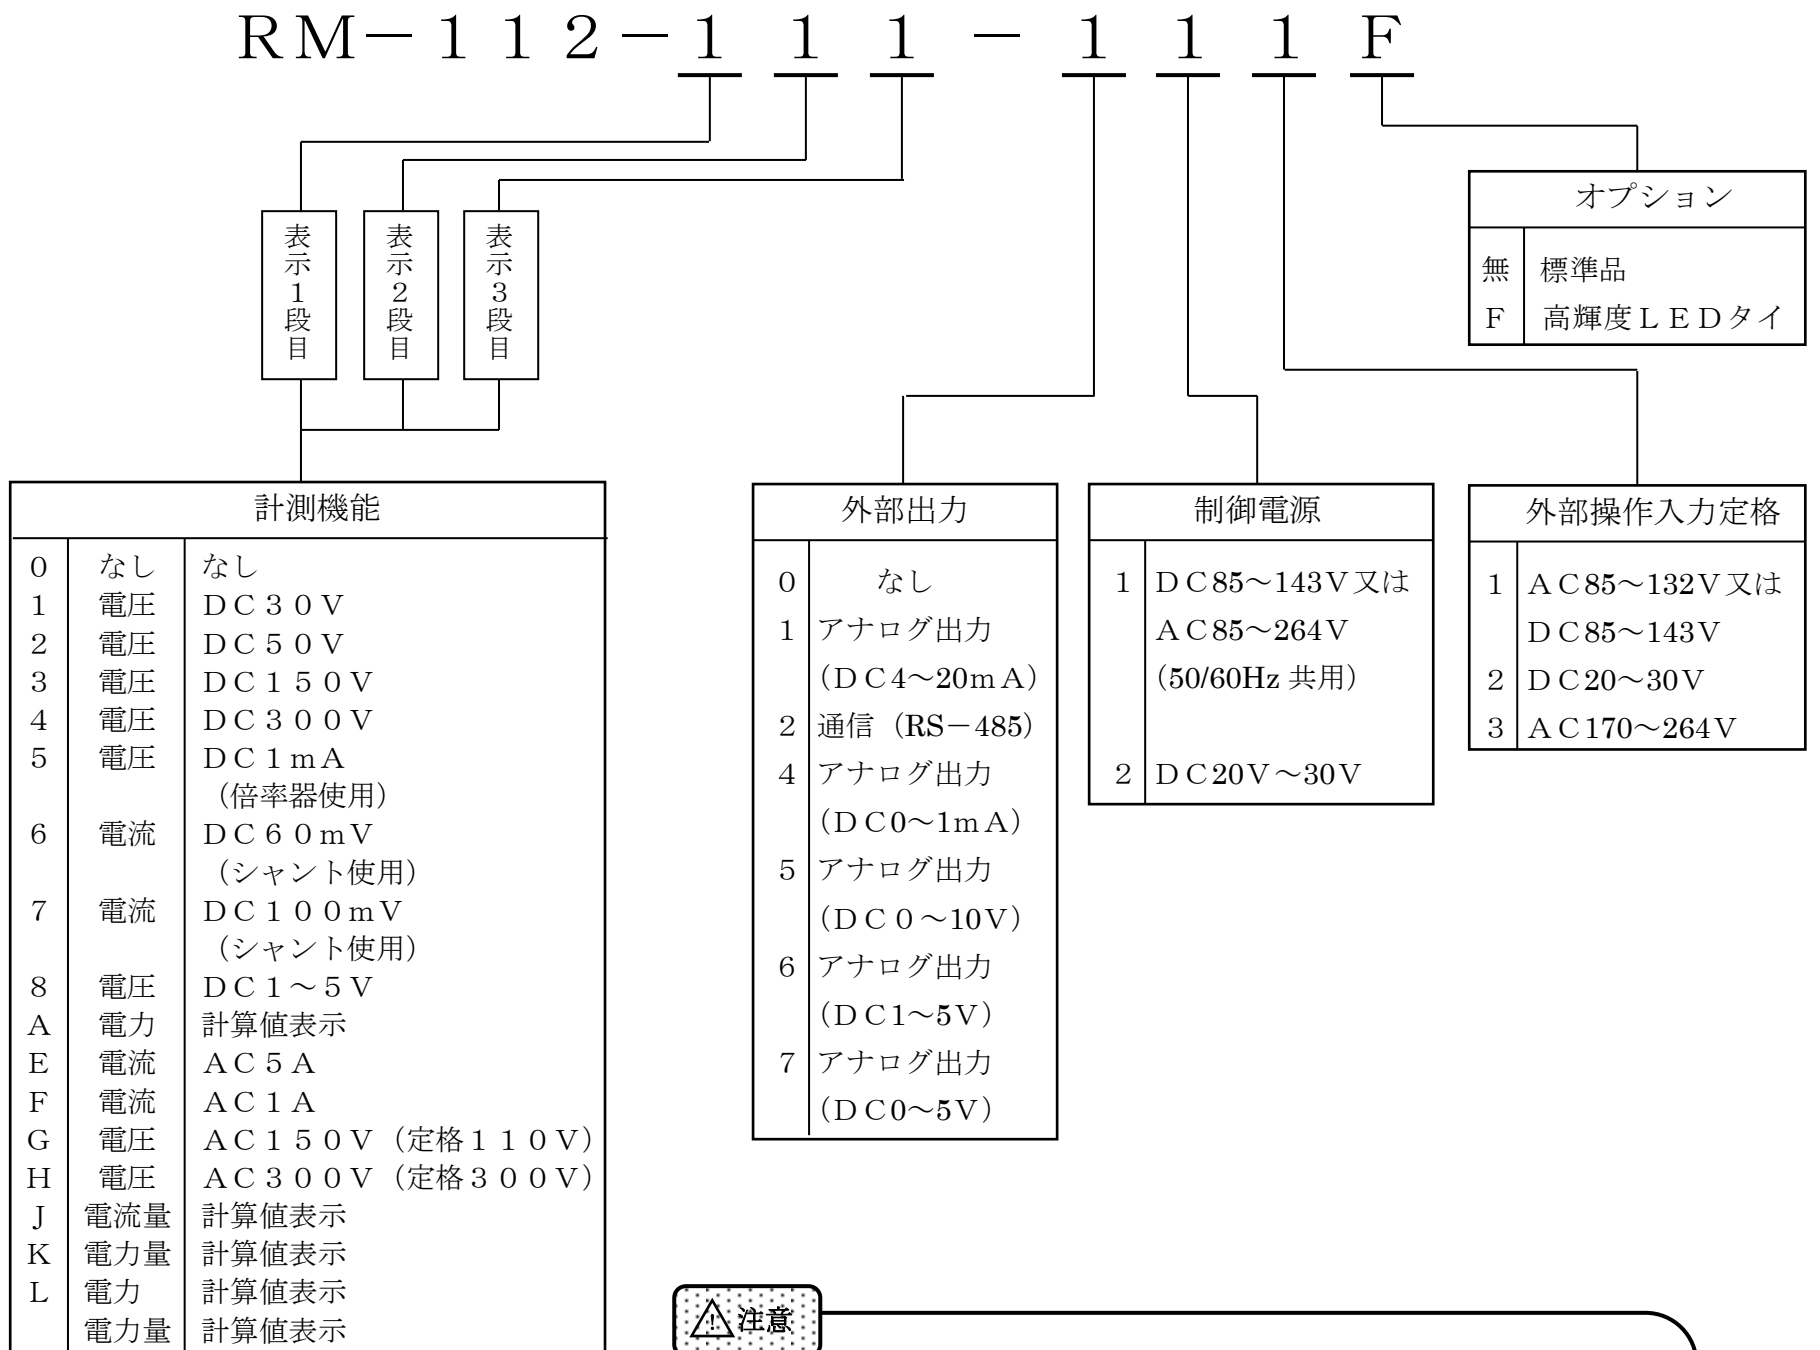 ＲＭ－１１２-１１１-１１１Ｆ
オプション
無 標準品
Ｆ 高輝度ＬＥＤタイ
表示１段目
表示２段目
表示３段目
計測機能
０ なし なし
１ 電圧 ＤＣ３０Ｖ
２ 電圧 ＤＣ５０Ｖ
３ 電圧 ＤＣ１５０Ｖ
４ 電圧 ＤＣ３００Ｖ
５ 電圧 ＤＣ１ｍＡ
（倍率器使用）
６ 電流 ＤＣ６０ｍＶ
（シャント使用）
７ 電流 ＤＣ１００ｍＶ
（シャント使用）
８ 電圧 ＤＣ１～５Ｖ
Ａ 電力 計算値表示
Ｅ 電流 ＡＣ５Ａ
Ｆ 電流 ＡＣ１Ａ
Ｇ 電圧 ＡＣ１５０Ｖ（定格１１０Ｖ）
Ｈ 電圧 ＡＣ３００Ｖ（定格３００Ｖ）
Ｊ 電流量 計算値表示
Ｋ 電力量 計算値表示
Ｌ 電力 計算値表示
電力量 計算値表示
外部出力
０ なし
１ アナログ出力
（ＤＣ4～20ｍＡ）
２ 通信（RS－485）
４ アナログ出力
（ＤＣ0～1ｍＡ）
５ アナログ出力
（ＤＣ０～10Ｖ）
６ アナログ出力
（ＤＣ1～5Ｖ）
７ アナログ出力
（ＤＣ0～5Ｖ）
制御電源
１ ＤＣ85～143Ｖ又は
ＡＣ85～264Ｖ
（50/60Hz 共用）
２ ＤＣ20Ｖ～30Ｖ
外部操作入力定格
１ ＡＣ85～132Ｖ又は
ＤＣ85～143Ｖ
２ ＤＣ20～30Ｖ
３ ＡＣ170～264Ｖ
注意